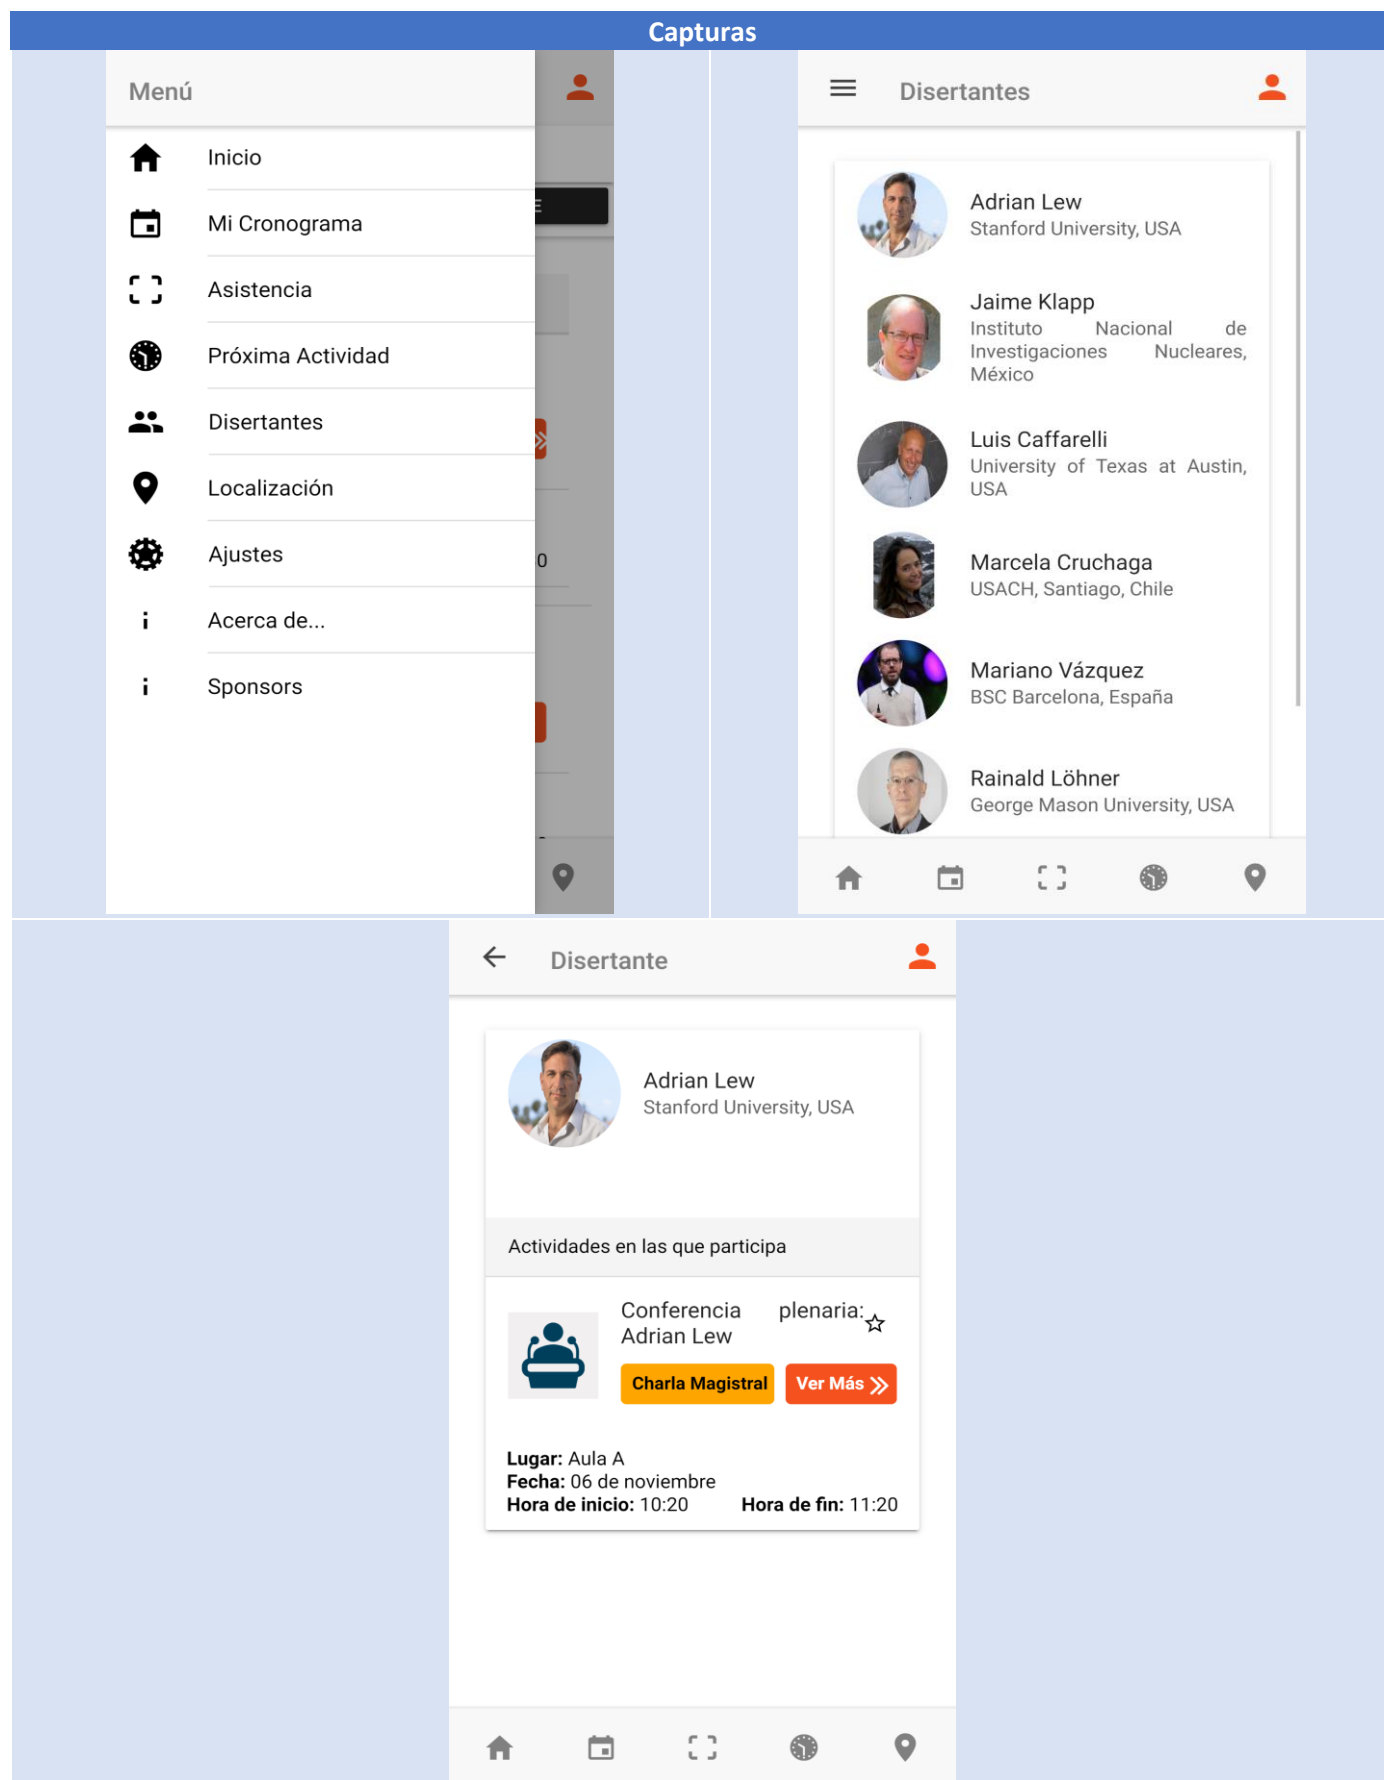 Capturas
Menú
Inicio
Mi Cronograma
Asistencia
Próxima Actividad
Disertantes
Localización
Ajustes
Acerca de...
Sponsors
E
0
Disertantes
Adrian Lew
Stanford University, USA
Jaime Klapp
Instituto Nacional de
Investigaciones Nucleares,
México
Luis Caffarelli
University of Texas at Austin,
USA
Marcela Cruchaga
USACH, Santiago, Chile
Mariano Vázquez
BSC Barcelona, España
Rainald Löhner
George Mason University, USA
Disertante
Adrian Lew
Stanford University, USA
Actividades en las que participa
Conferencia plenaria:
Adrian Lew
Charla Magistral
Ver Más
Lugar: Aula A
Fecha: 06 de noviembre
Hora de inicio: 10:20 Hora de fin: 11:20